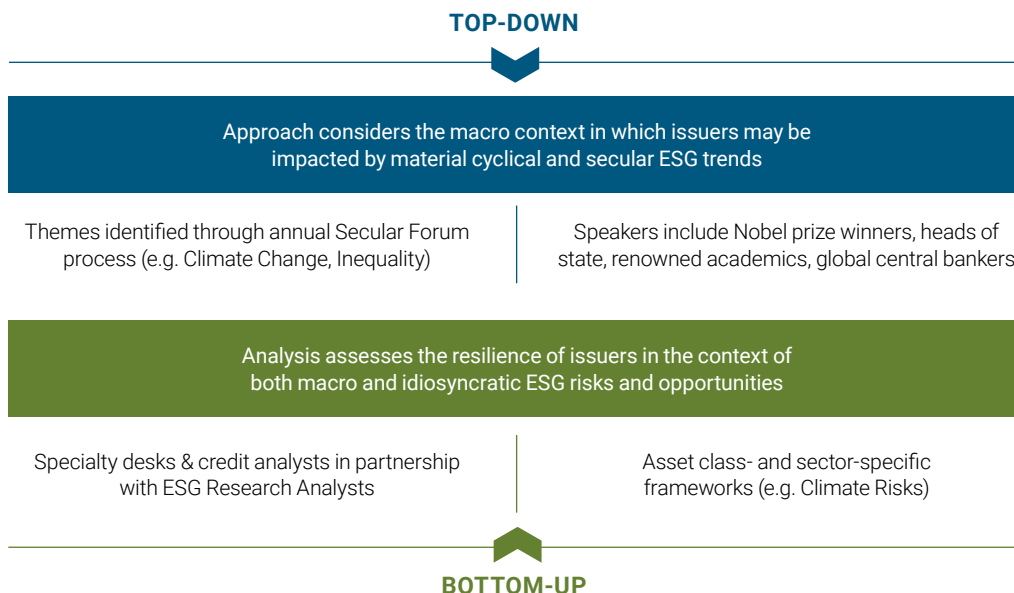 TOP-DOWN
Approach considers the macro context in which issuers may be
impacted by material cyclical and secular ESG trends
Themes identified through annual Secular Forum
process (e.g. Climate Change, Inequality)
Speakers include Nobel prize winners, heads of
state, renowned academics, global central bankers
Analysis assesses the resilience of issuers in the context of
both macro and idiosyncratic ESG risks and opportunities
Specialty desks & credit analysts in partnership
with ESG Research Analysts
Asset class- and sector-specific
frameworks (e.g. Climate Risks)
BOTTOM-UP